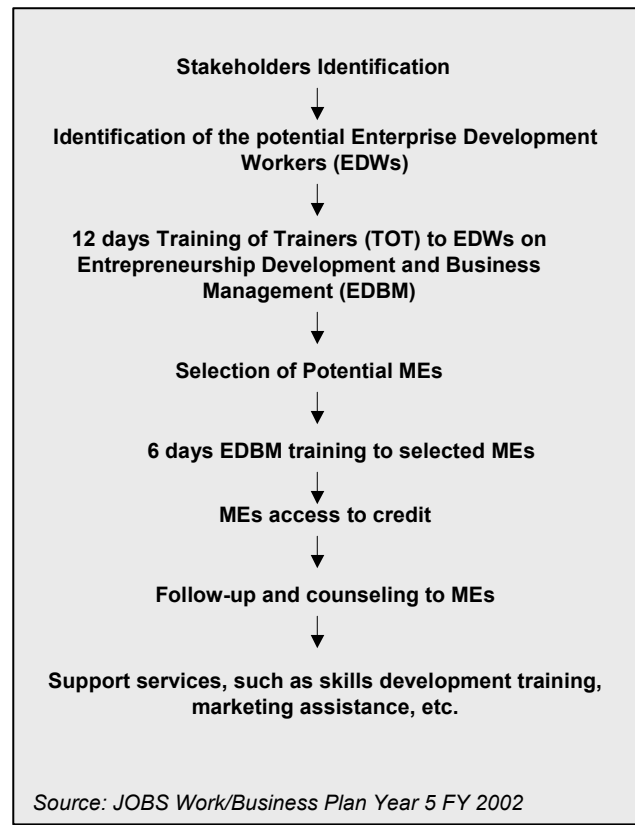 Stakeholders Identification
Identification of the potential Enterprise Development
Workers (EDWs)
12 days Training of Trainers (TOT) to EDWs on
Entrepreneurship Development and Business
Management (EDBM)
Selection of Potential MEs
6 days EDBM training to selected MEs
MEs access to credit
Follow-up and counseling to MEs
Support services, such as skills development training,
marketing assistance, etc.
Source: JOBS Work/Business Plan Year 5 FY 2002